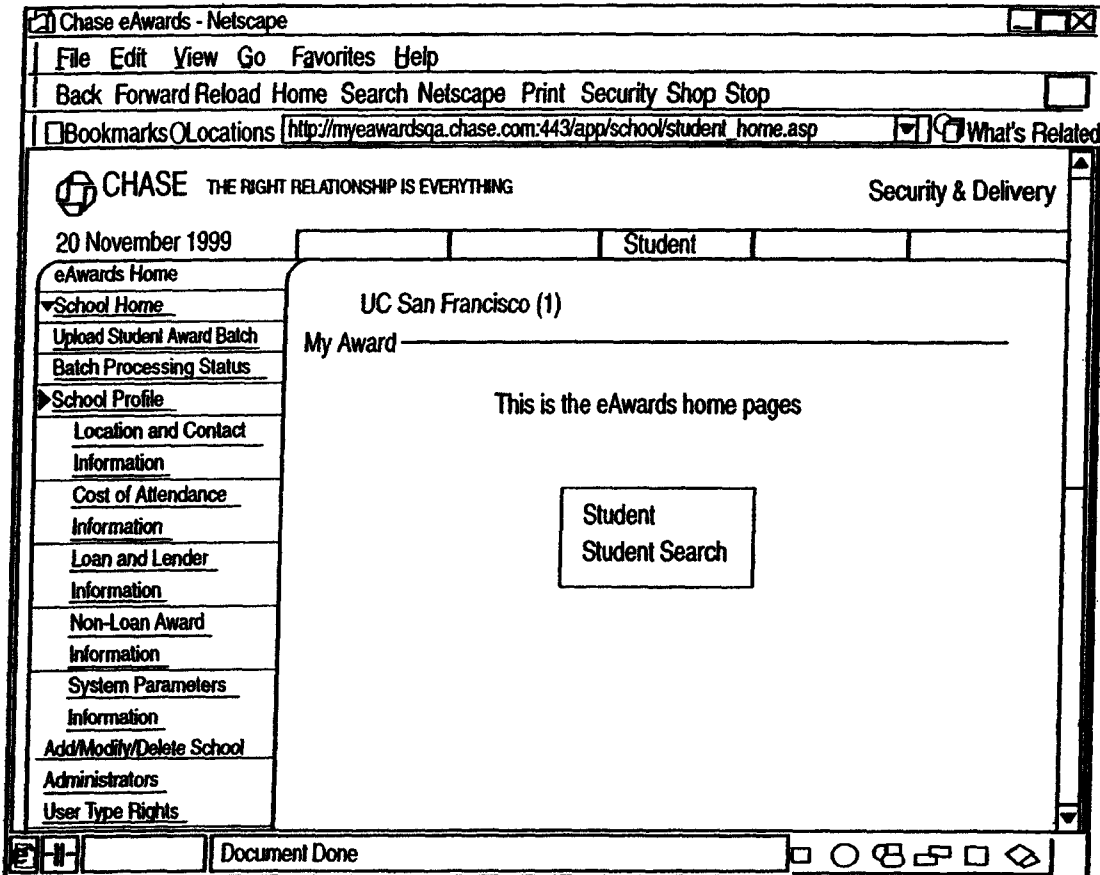 Chase eAwards - Netscape
File Edit View Go Favorites Help
Back Forward Reload Home Search Netscape Print Security Shop Stop
Bookmarks Locations http://myeawardsqa.chase.com:443/app/school/student_home.asp What's Related
CHASE THE RIGHT RELATIONSHIP IS EVERYTHING Security & Delivery
20 November 1999 Student
eAwards Home
School Home
Upload Student Award Batch
Batch Processing Status
School Profile
Location and Contact
Information
Cost of Attendance
Information
Loan and Lender
Information
Non-Loan Award
Information
System Parameters
Information
Add/Modify/Delete School
Administrators
User Type Rights
UC San Francisco (1)
My Award
This is the eAwards home pages
Student
Student Search
Document Done